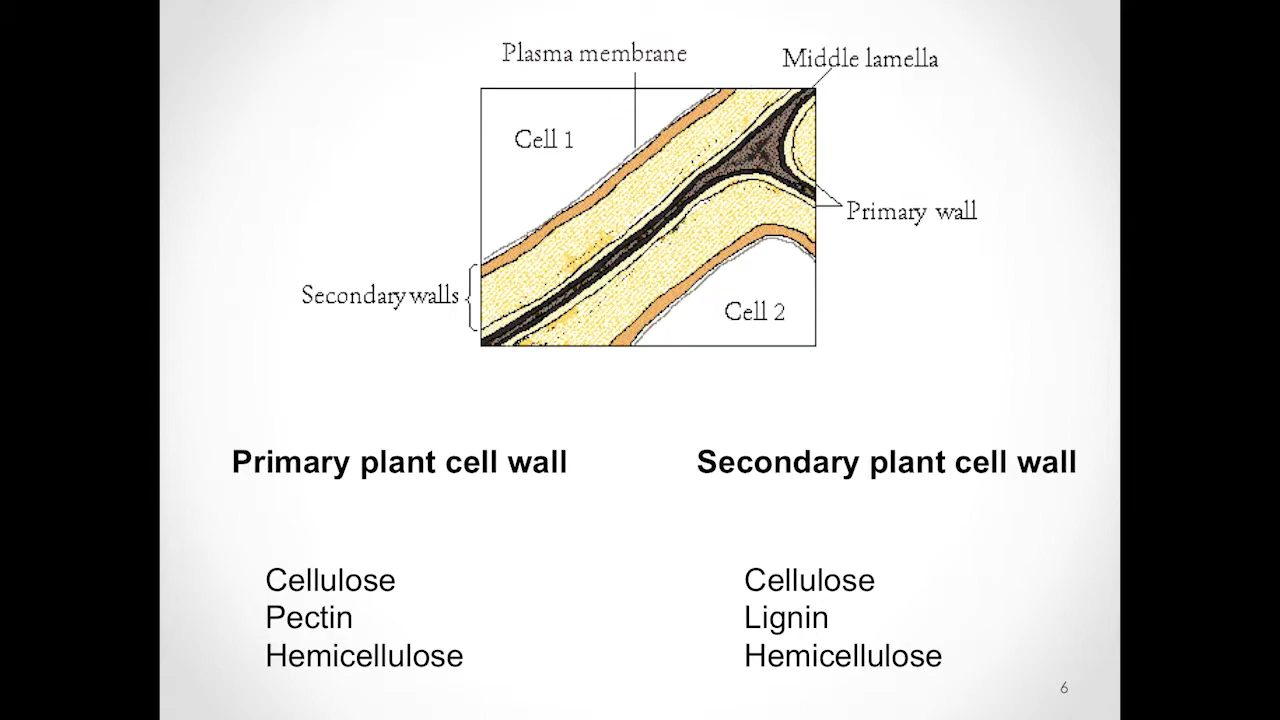 Plasma membrane
Middle lamella
Cell 1
Primary wall
Secondary walls
Cell 2
Primary plant cell wall
Secondary plant cell wall
Cellulose
Pectin
Hemicellulose
Cellulose
Lignin
Hemicellulose
6